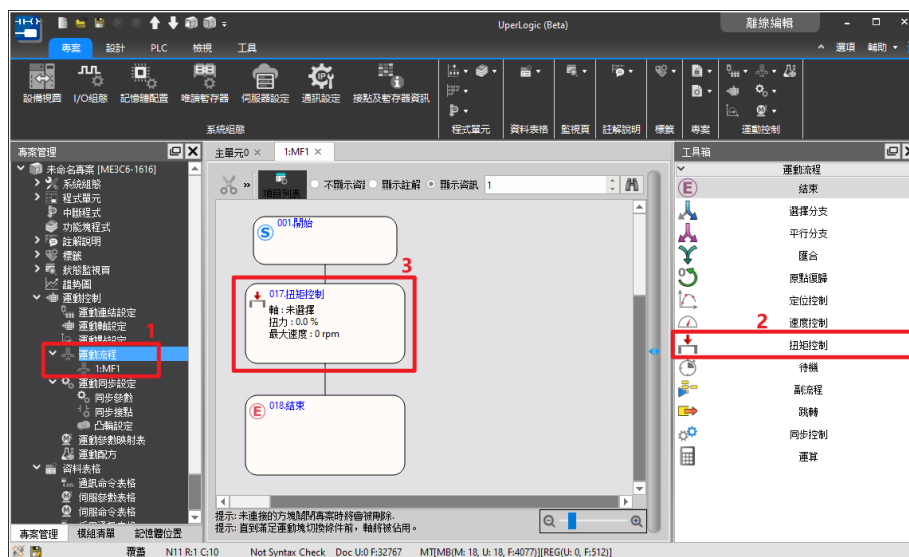 UperLogic (Beta)
離線編輯
專案 設計 PLC 檢視 工具
選項 輔助
設備視圖 I/O組態 記憶體配置 唯讀暫存器 伺服器設定 通訊設定 接點及暫存器資訊
系統組態 程式單元 資料表格 監視頁 註解說明 標籤 專案 運動控制
專案管理
未命名專案 [ME3C6-1616]
系統組態
程式單元
中斷程式
功能塊程式
註解說明
標籤
狀態監視頁
趨勢圖
運動控制
運動連結設定
運動軸設定
運動點設定
1
運動流程
1:MF1
運動同步設定
同步參數
同步接點
凸輪設定
運動參數映射表
運動配方
資料表格
通訊命令表格
伺服參數表格
伺服命令表格
專案管理 模組清單 記憶體位置
主單元0 × 1:MF1 ×
» 項目列表 不顯示資 顯示註解 顯示資訊 1
S 001.開始
3
017.扭矩控制
軸 : 未選擇
扭力 : 0.0 %
最大速度 : 0 rpm
E 018.結束
提示: 未連接的方塊關閉專案時將會被刪除.
提示: 直到滿足運動塊切換條件前，軸將被佔用。
工具箱
運動流程
E 結束
選擇分支
平行分支
匯合
原點復歸
定位控制
2 速度控制
扭矩控制
待機
副流程
跳轉
同步控制
運算
覆蓋 N11 R:1 C:10 Not Syntax Check Doc U:0 F:32767 MT[MB(M: 18, U: 18, F:4077)][REG(U: 0, F:512)]